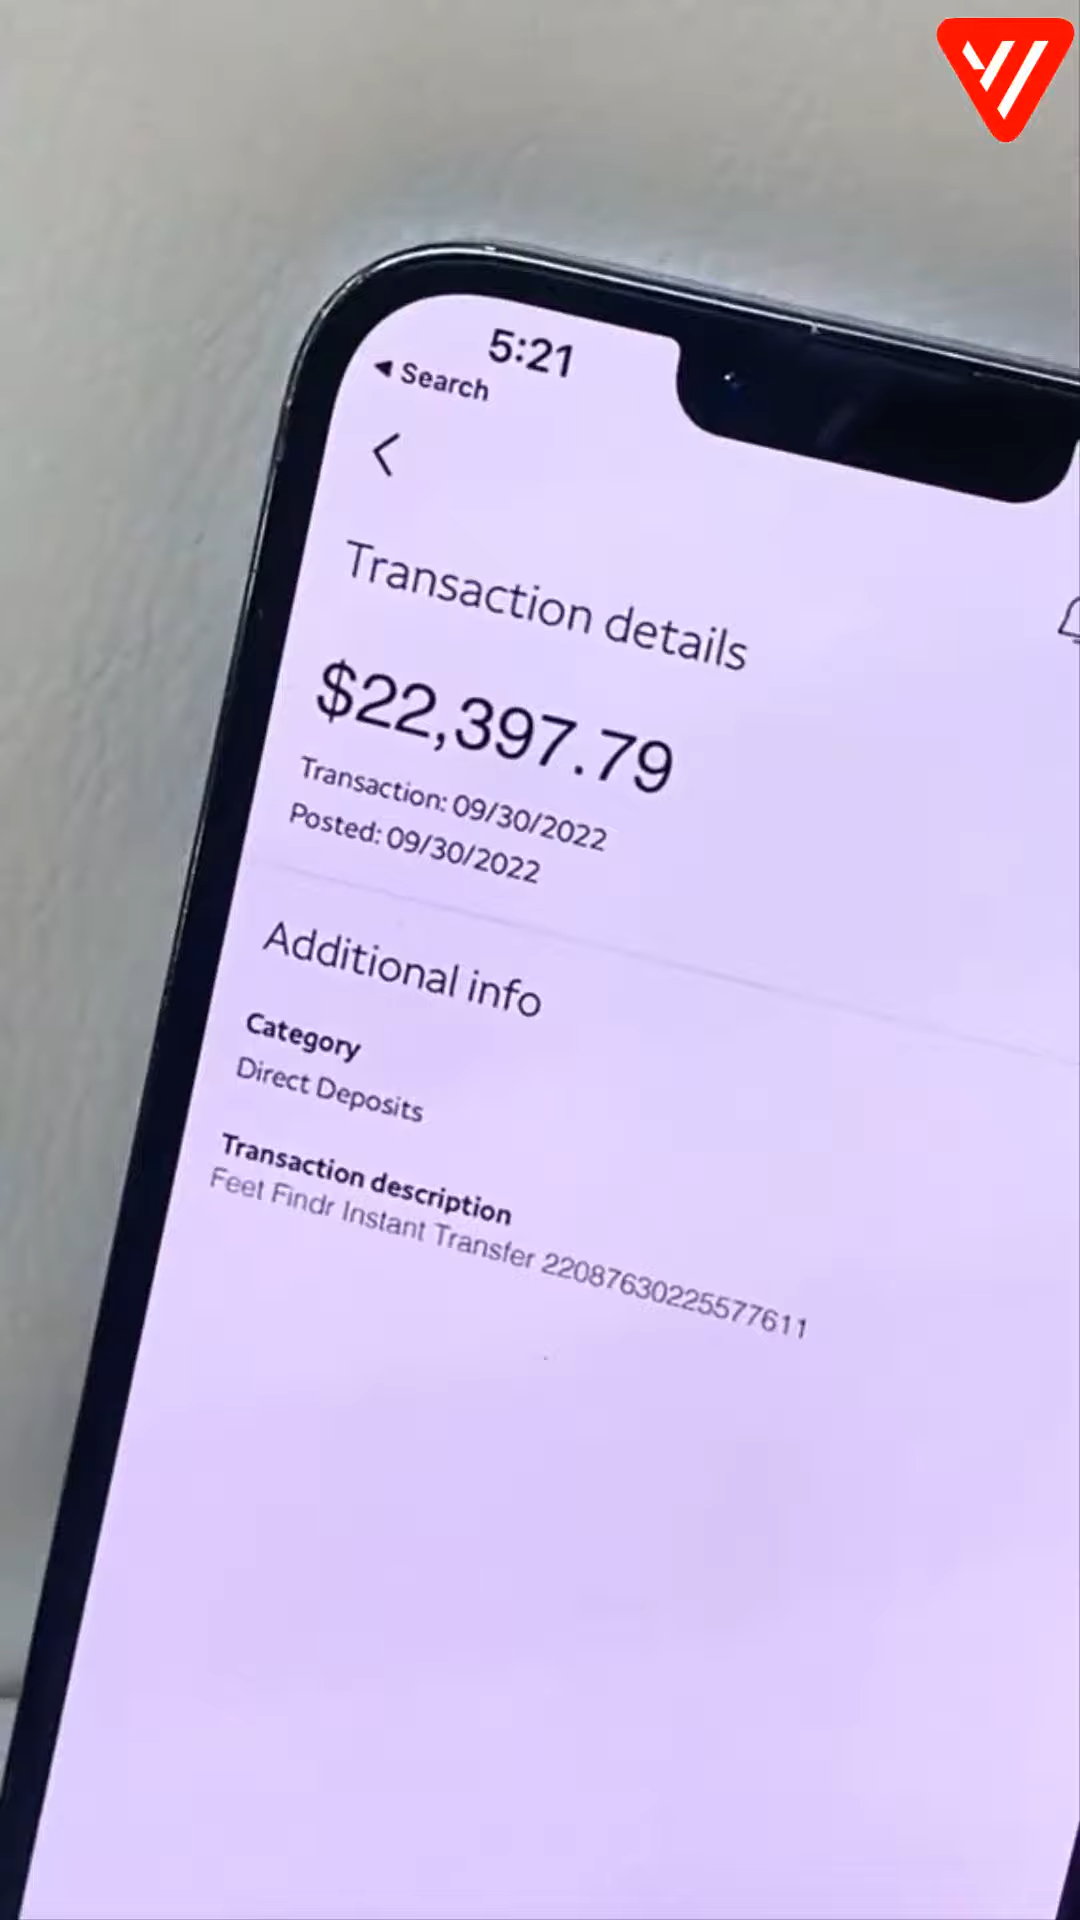 5:21
◀ Search
Transaction details
$22,397.79
Transaction: 09/30/2022
Posted: 09/30/2022
Additional info
Category
Direct Deposits
Transaction description
Feet Findr Instant Transfer 22087630225577611